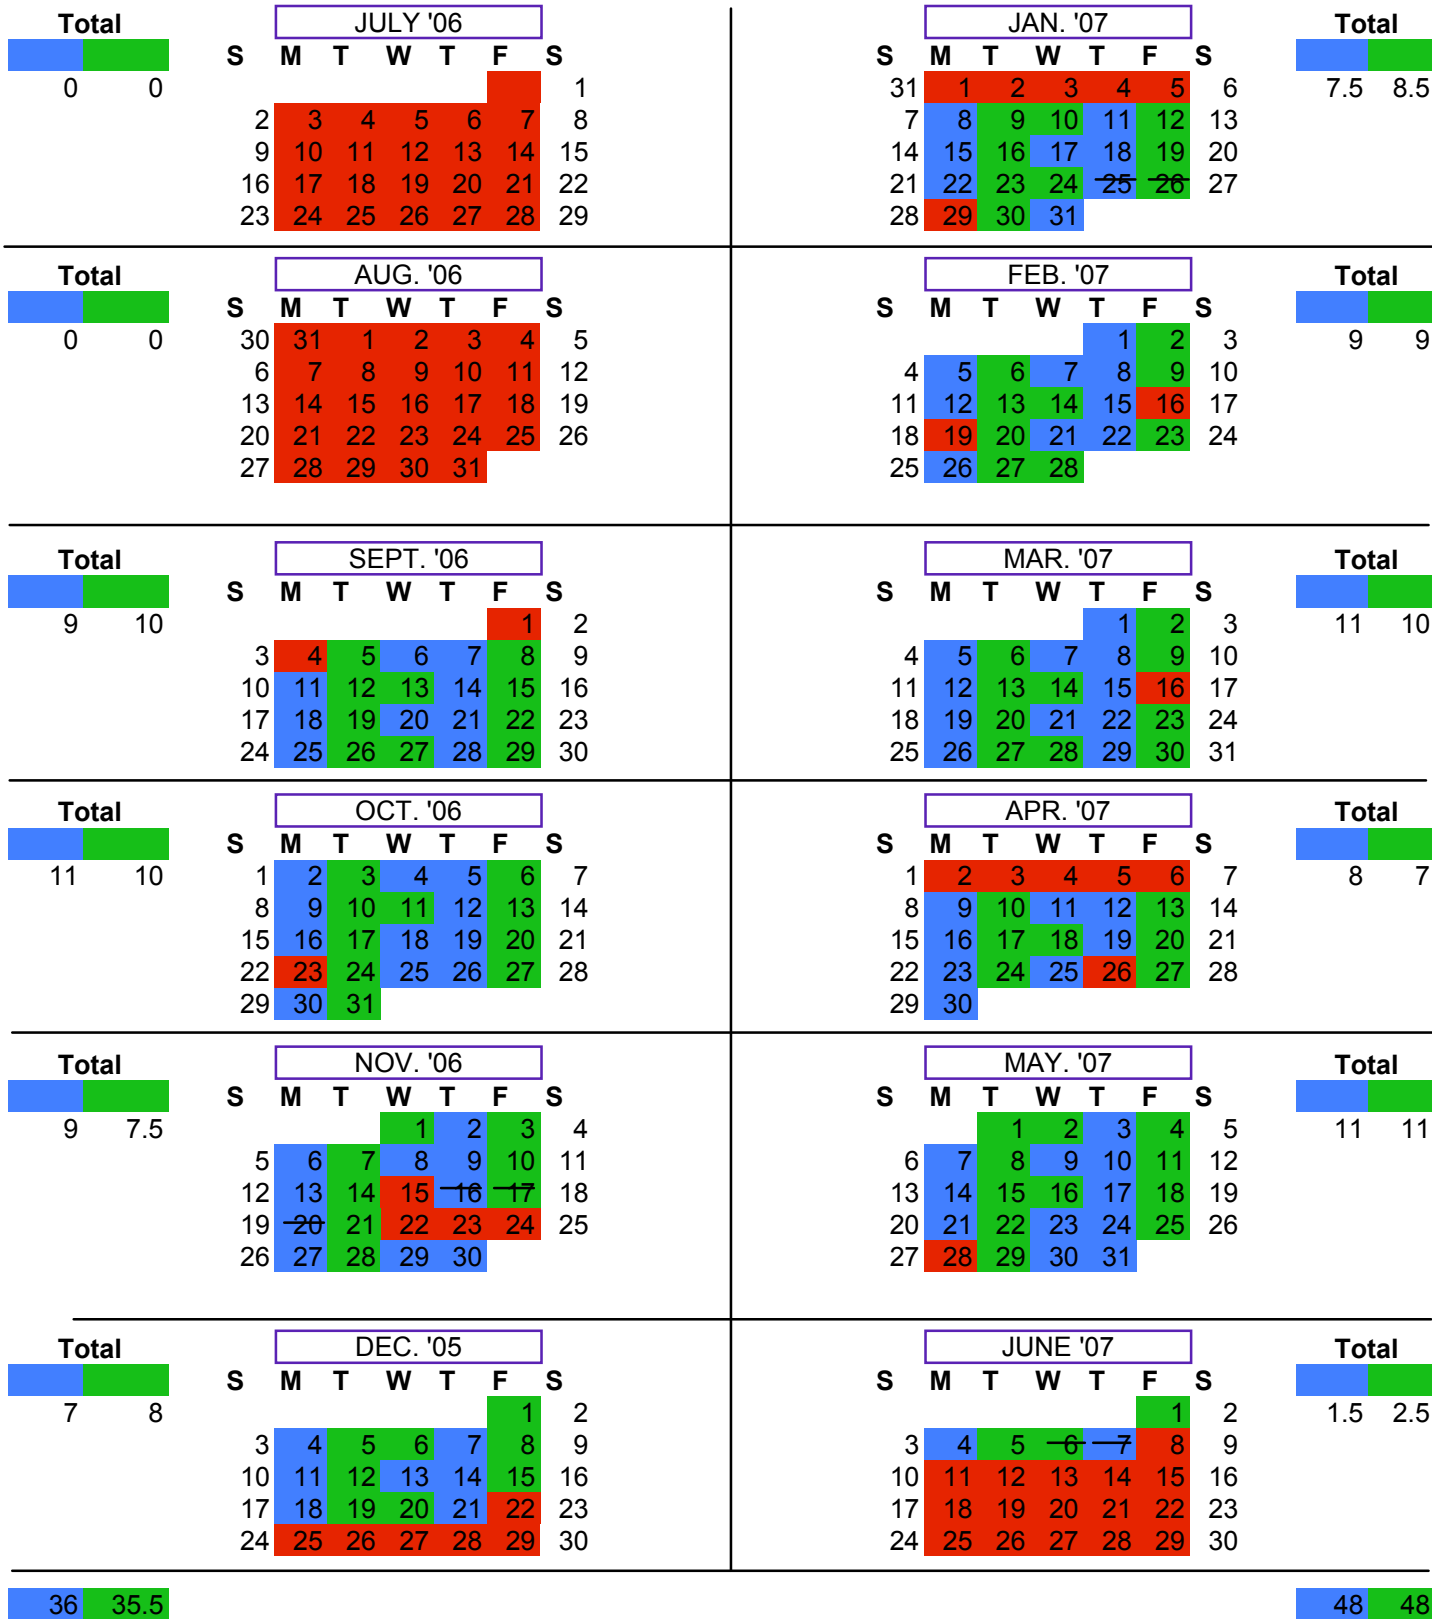 Total JULY '06
S M T W T F S
0 0 1
2 3 4 5 6 7 8
9 10 11 12 13 14 15
16 17 18 19 20 21 22
23 24 25 26 27 28 29
Total AUG. '06
S M T W T F S
0 0 30 31 1 2 3 4 5
6 7 8 9 10 11 12
13 14 15 16 17 18 19
20 21 22 23 24 25 26
27 28 29 30 31
Total SEPT. '06
S M T W T F S
9 10 1 2
3 4 5 6 7 8 9
10 11 12 13 14 15 16
17 18 19 20 21 22 23
24 25 26 27 28 29 30
Total OCT. '06
S M T W T F S
11 10 1 2 3 4 5 6 7
8 9 10 11 12 13 14
15 16 17 18 19 20 21
22 23 24 25 26 27 28
29 30 31
Total NOV. '06
S M T W T F S
9 7.5 1 2 3 4
5 6 7 8 9 10 11
12 13 14 15 16 17 18
19 20 21 22 23 24 25
26 27 28 29 30
Total DEC. '05
S M T W T F S
7 8 1 2
3 4 5 6 7 8 9
10 11 12 13 14 15 16
17 18 19 20 21 22 23
24 25 26 27 28 29 30
36 35.5
JAN. '07 Total
S M T W T F S
31 1 2 3 4 5 6 7.5 8.5
7 8 9 10 11 12 13
14 15 16 17 18 19 20
21 22 23 24 25 26 27
28 29 30 31
FEB. '07 Total
S M T W T F S
1 2 3 9 9
4 5 6 7 8 9 10
11 12 13 14 15 16 17
18 19 20 21 22 23 24
25 26 27 28
MAR. '07 Total
S M T W T F S
1 2 3 11 10
4 5 6 7 8 9 10
11 12 13 14 15 16 17
18 19 20 21 22 23 24
25 26 27 28 29 30 31
APR. '07 Total
S M T W T F S
1 2 3 4 5 6 7 8 7
8 9 10 11 12 13 14
15 16 17 18 19 20 21
22 23 24 25 26 27 28
29 30
MAY. '07 Total
S M T W T F S
1 2 3 4 5 11 11
6 7 8 9 10 11 12
13 14 15 16 17 18 19
20 21 22 23 24 25 26
27 28 29 30 31
JUNE '07 Total
S M T W T F S
1 2 1.5 2.5
3 4 5 6 7 8 9
10 11 12 13 14 15 16
17 18 19 20 21 22 23
24 25 26 27 28 29 30
48 48